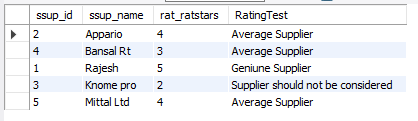 ssup_id ssup_name rat_ratstars RatingTest
2 Appario 4 Average Supplier
4 Bansal Rt 3 Average Supplier
1 Rajesh 5 Geniune Supplier
3 Knome pro 2 Supplier should not be considered
5 Mittal Ltd 4 Average Supplier